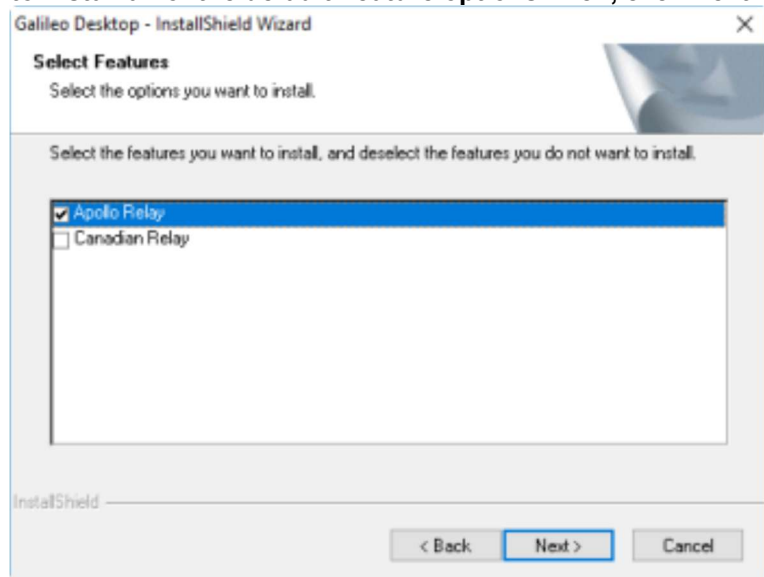 Galileo Desktop - InstallShield Wizard
Select Features
Select the options you want to install.
Select the features you want to install, and deselect the features you do not want to install.
Apollo Relay
Canadian Relay
InstallShield
< Back Next > Cancel